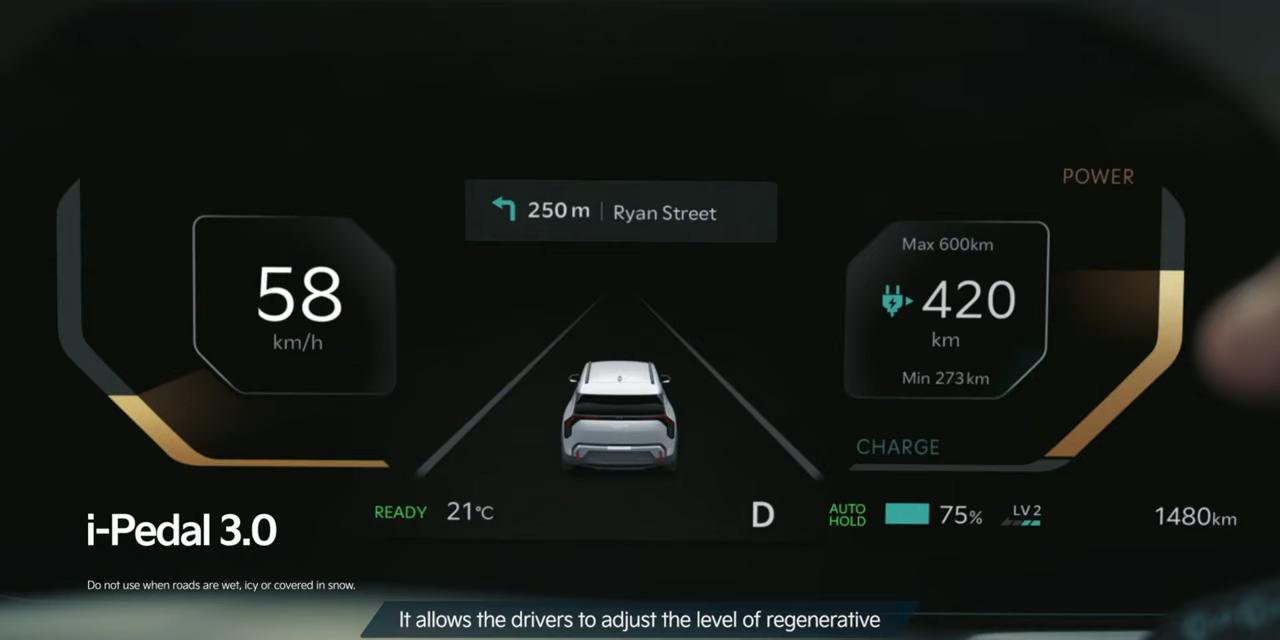 POWER
250 m | Ryan Street
58
km/h
Max 600km
420
km
Min 273 km
CHARGE
READY 21°C
D
AUTO
HOLD
75%
LV 2
1480km
i-Pedal 3.0
Do not use when roads are wet, icy or covered in snow.
It allows the drivers to adjust the level of regenerative